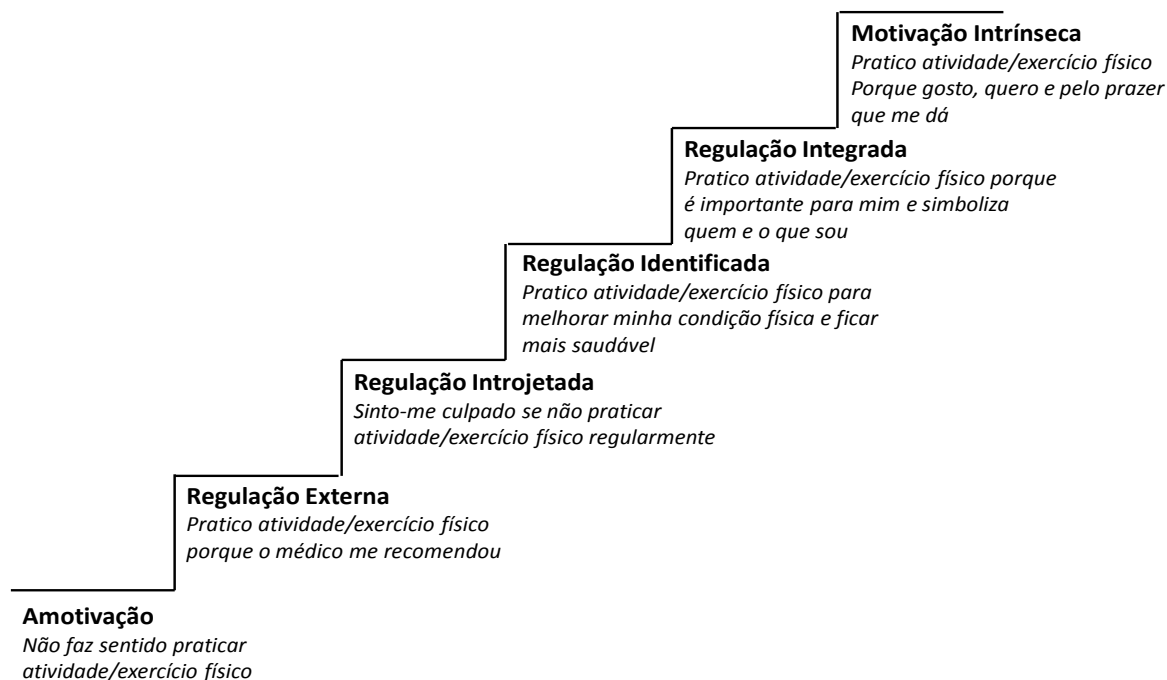 Motivação Intrínseca
Pratico atividade/exercício físico
Porque gosto, quero e pelo prazer
que me dá
Regulação Integrada
Pratico atividade/exercício físico porque
é importante para mim e simboliza
quem e o que sou
Regulação Identificada
Pratico atividade/exercício físico para
melhorar minha condição física e ficar
mais saudável
Regulação Introjetada
Sinto-me culpado se não praticar
atividade/exercício físico regularmente
Regulação Externa
Pratico atividade/exercício físico
porque o médico me recomendou
Amotivação
Não faz sentido praticar
atividade/exercício físico